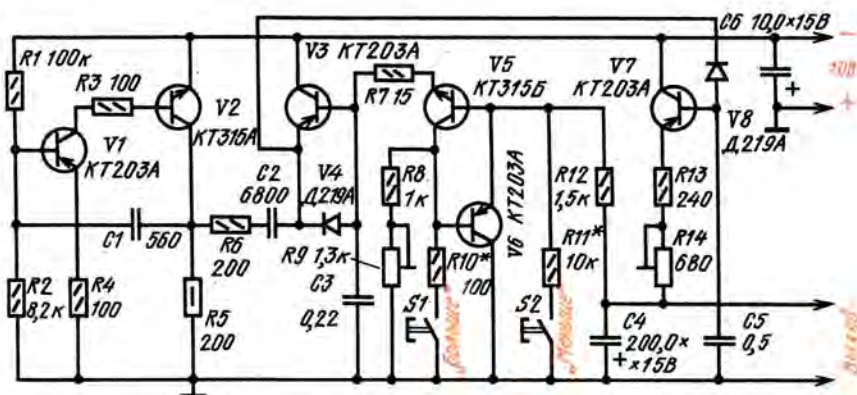 R1 100к
R3 100
V1
КТ203А
V2
КТ315А
C1
560
R2
8,2к
R4
100
R5
200
R6
200
C2
6800
V3 КТ203А
V4
Д219А
R7 15
V5
КТ315Б
R8
1к
R9 1,3к
C3
0,22
R10*
100
V6 КТ203А
S1
"Больше"
R11*
10к
S2
"Меньше"
R12
1,5к
V7
КТ203А
R13
240
R14
680
C4
200,0×
+ ×15В
C5
0,5
V8
Д219А
C6 10,0×15В
+
−
10В
+